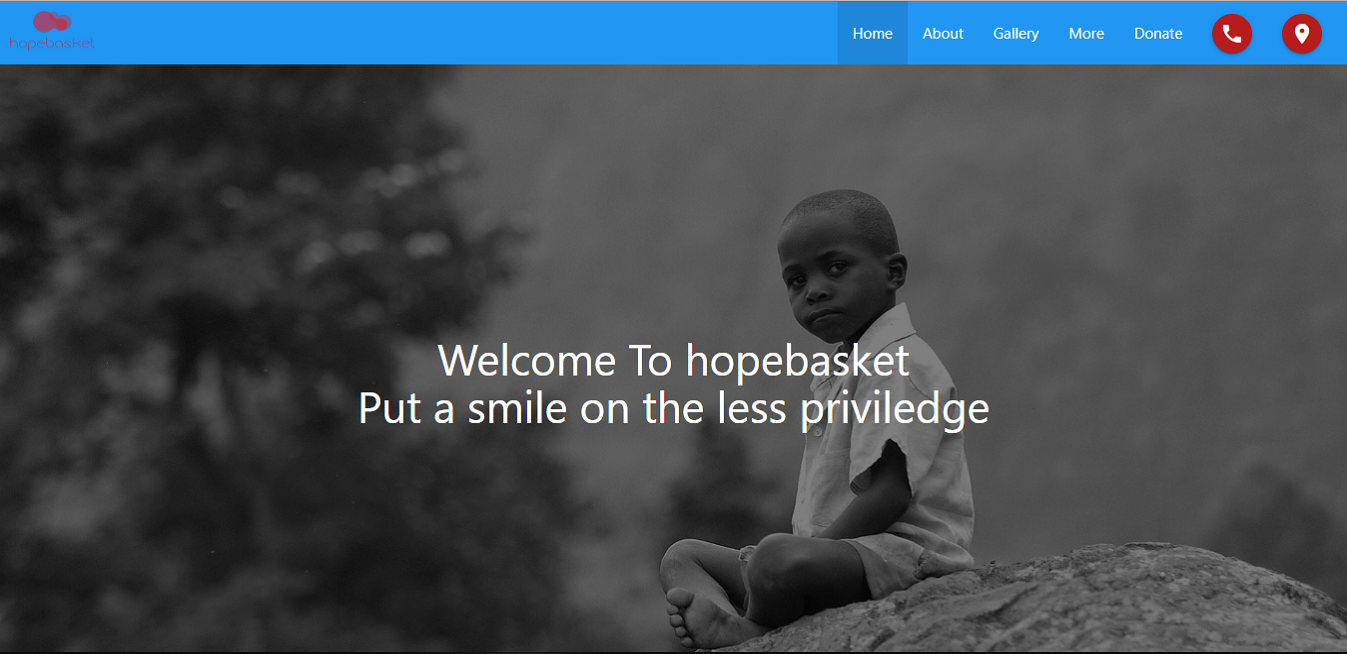 hopebasket
Home About Gallery More Donate
Welcome To hopebasket
Put a smile on the less priviledge